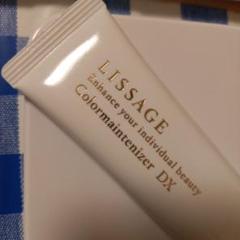 LISSAGE
Enhance your individual beauty
Colormaintenizer DX